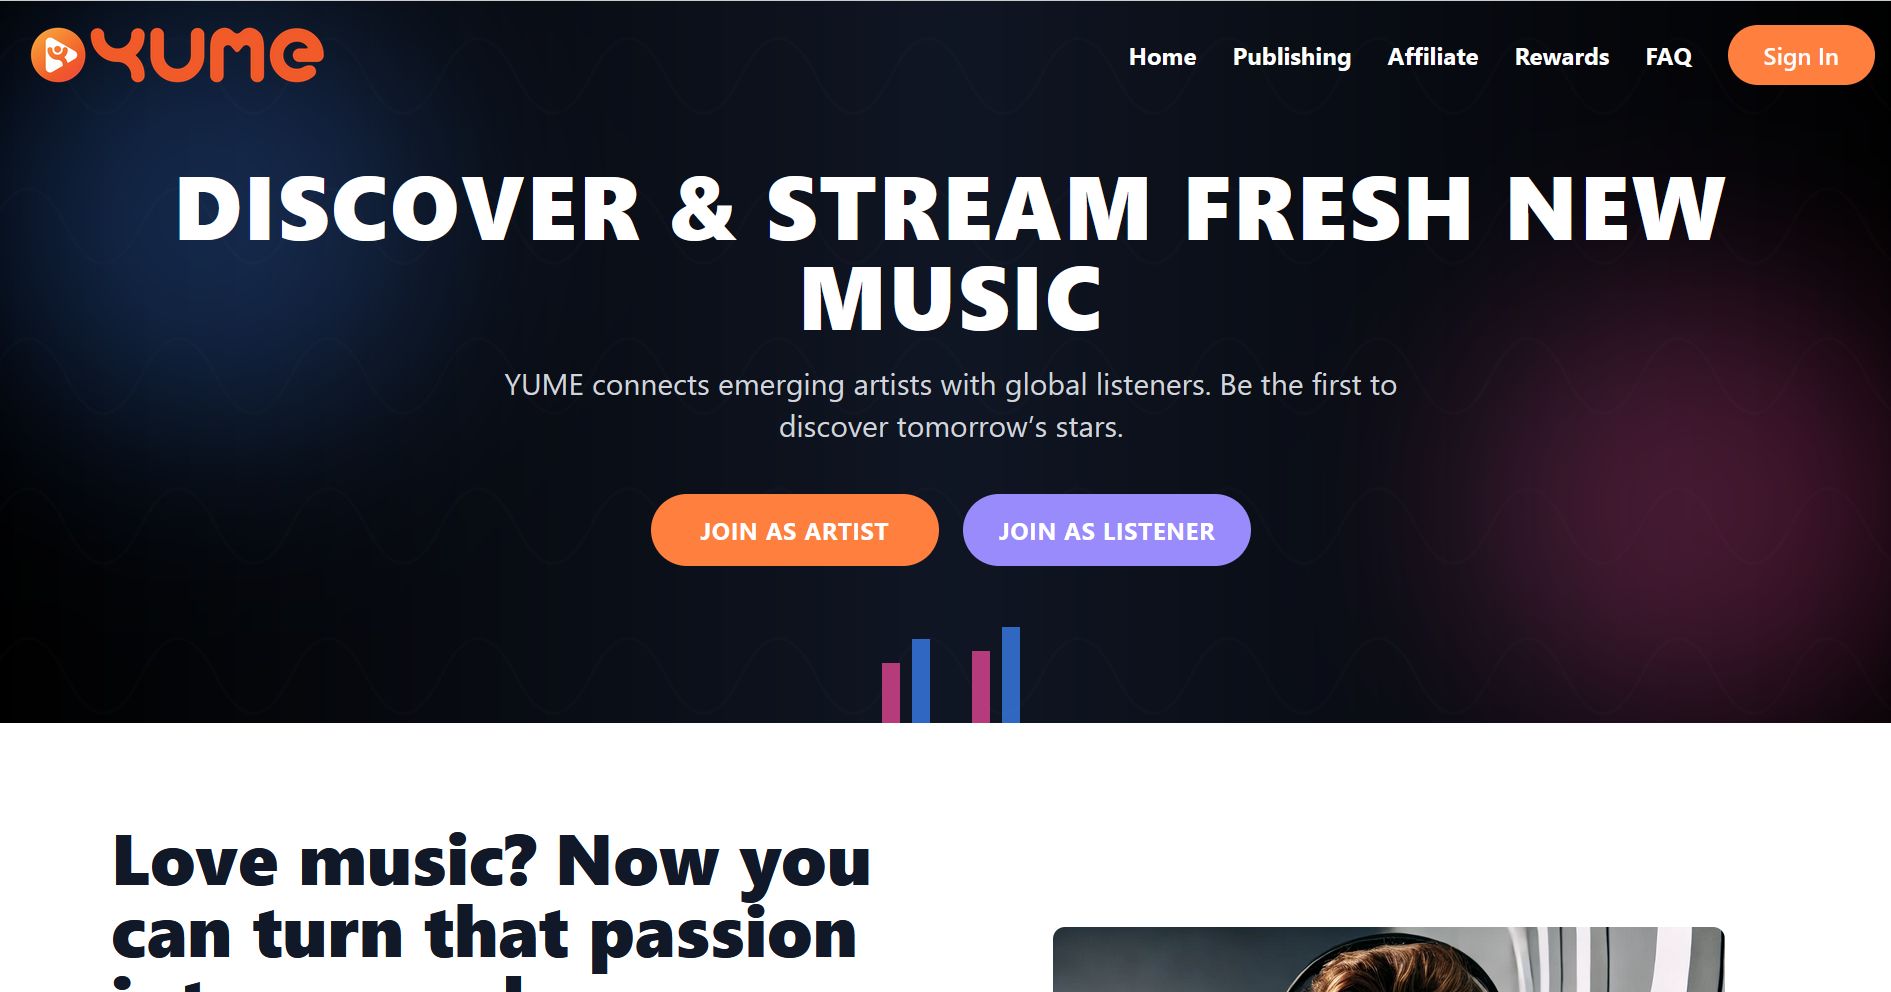 YUME
Home Publishing Affiliate Rewards FAQ Sign In
DISCOVER & STREAM FRESH NEW
MUSIC
YUME connects emerging artists with global listeners. Be the first to
discover tomorrow’s stars.
JOIN AS ARTIST JOIN AS LISTENER
Love music? Now you
can turn that passion